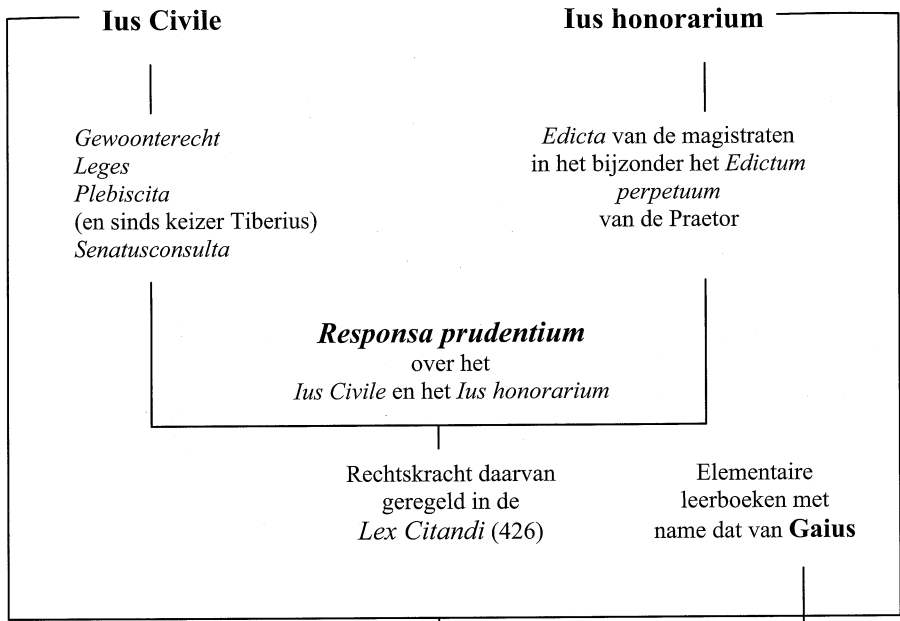 Ius Civile
Ius honorarium
Gewoonterecht
Leges
Plebiscita
(en sinds keizer Tiberius)
Senatusconsulta
Edicta van de magistraten
in het bijzonder het Edictum
perpetuum
van de Praetor
Responsa prudentium
over het
Ius Civile en het Ius honorarium
Rechtskracht daarvan
geregeld in de
Lex Citandi (426)
Elementaire
leerboeken met
name dat van Gaius